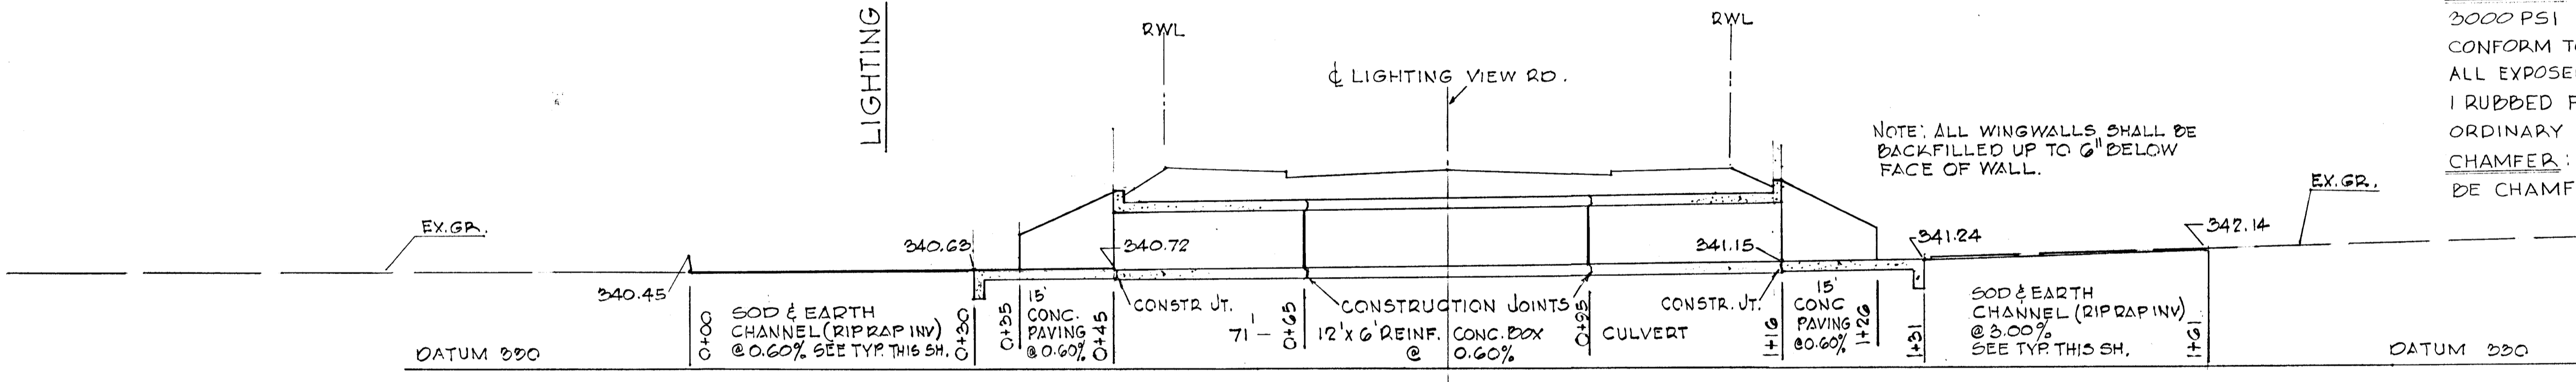 LIGHTING
RWL
RWL
℄ LIGHTING VIEW RD.
3000 PSI
CONFORM TO
ALL EXPOSE
1 RUBBED F
ORDINARY
CHAMFER:
BE CHAMF
NOTE: ALL WINGWALLS SHALL BE
BACKFILLED UP TO 6" BELOW
FACE OF WALL.
EX.GR.
EX.GR.
340.63
340.72
341.15
341.24
342.14
340.45
0+00
SOD & EARTH
CHANNEL (RIPRAP INV)
@ 0.60% SEE TYP. THIS SH.
0+30
0+35
15'
CONC.
PAVING
@ 0.60%
0+45
CONSTR. JT.
71' —
0+65
CONSTRUCTION JOINTS
12' x 6' REINF. CONC. BOX CULVERT
@ 0.60%
0+95
CONSTR. JT.
1+16
15'
CONC
PAVING
@0.60%
1+26
1+31
SOD & EARTH
CHANNEL (RIPRAP INV)
@ 3.00%
SEE TYP. THIS SH.
1+61
DATUM 330
DATUM 330